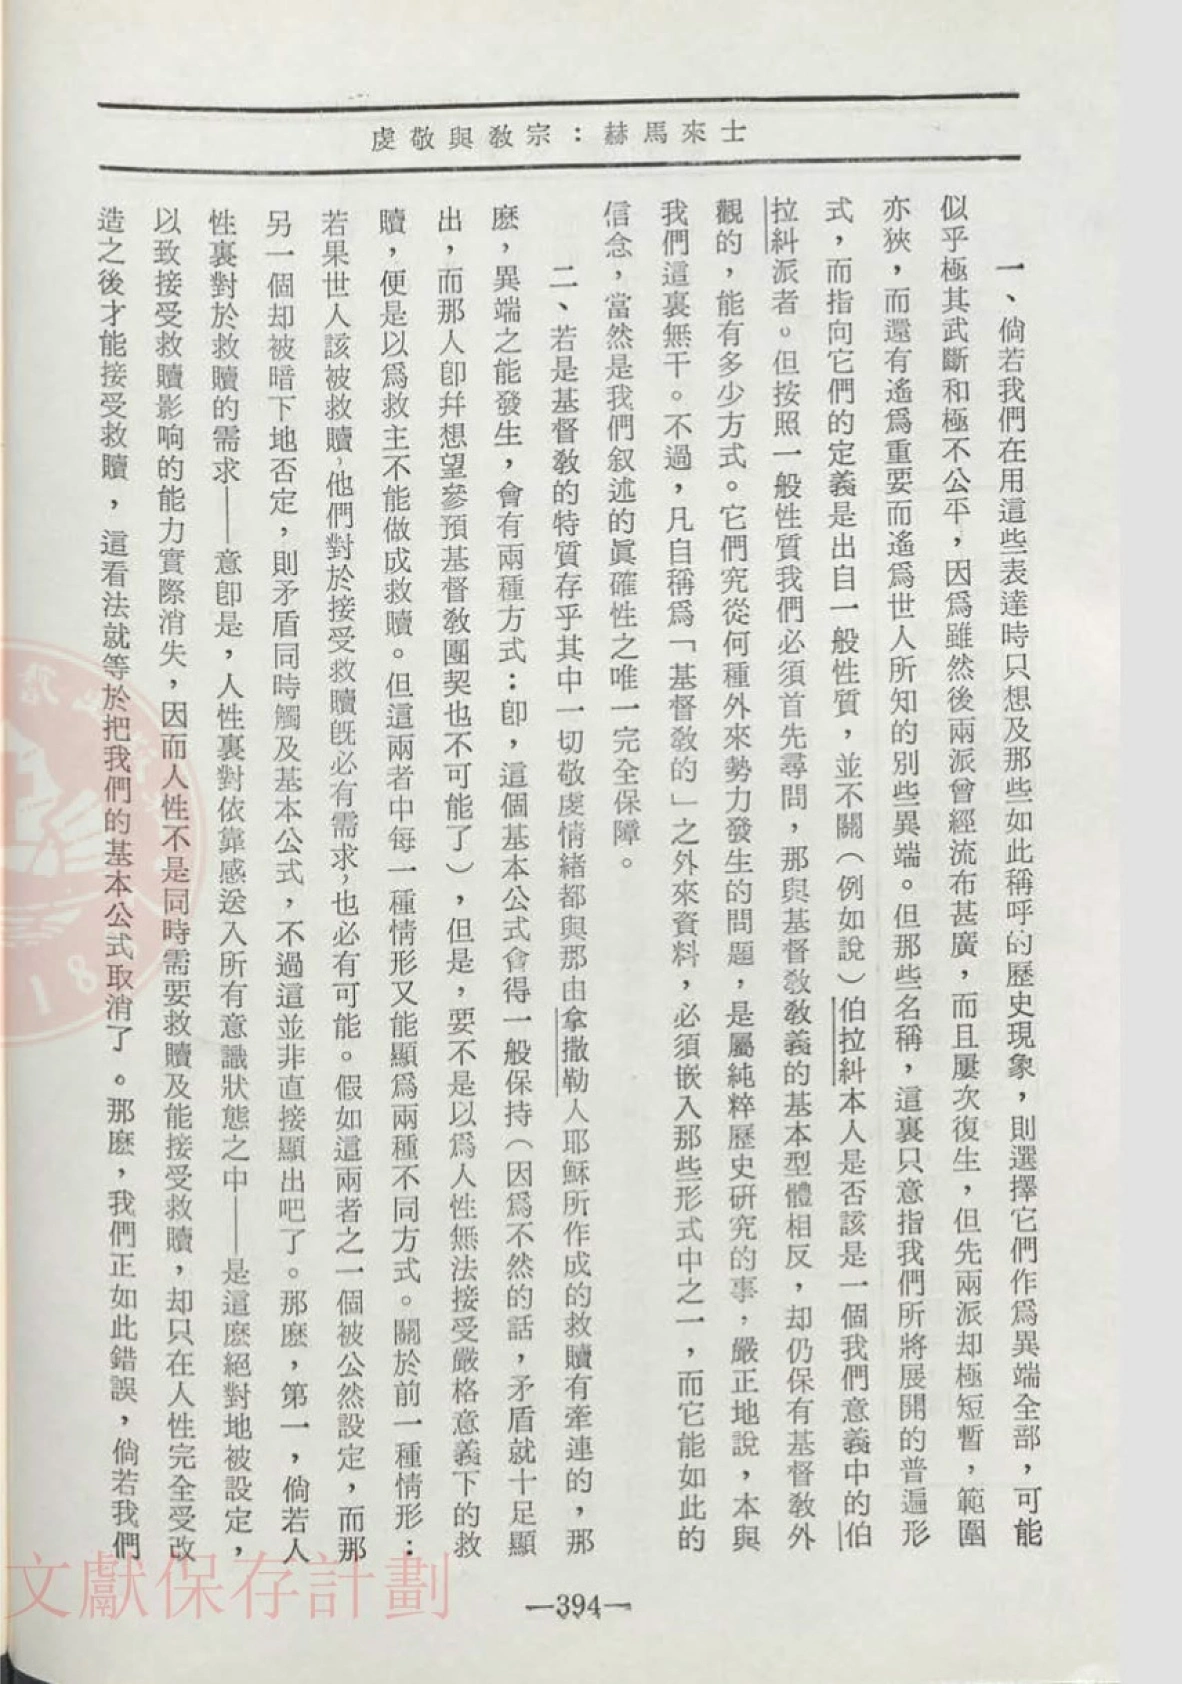 士來馬赫：宗教與敬虔
一、倘若我們在用這些表達時只想及那些如此稱呼的歷史現象，則選擇它們作爲異端全部，可能
似乎極其武斷和極不公平，因爲雖然後兩派曾經流布甚廣，而且屢次復生，但先兩派却極短暫，範圍
亦狹，而還有遙爲重要而遙爲世人所知的別些異端。但那些名稱，這裏只意指我們所將展開的普遍形
式，而指向它們的定義是出自一般性質，並不關（例如說）伯拉糾本人是否該是一個我們意義中的伯
拉糾派者。但按照一般性質我們必須首先尋問，那與基督敎敎義的基本型體相反，却仍保有基督敎外
觀的，能有多少方式。它們究從何種外來勢力發生的問題，是屬純粹歷史研究的事，嚴正地說，本與
我們這裏無干。不過，凡自稱爲「基督敎的」之外來資料，必須嵌入那些形式中之一，而它能如此的
信念，當然是我們叙述的眞確性之唯一完全保障。
二、若是基督敎的特質存乎其中一切敬虔情緒都與那由拿撒勒人耶穌所作成的救贖有牽連的，那
麽，異端之能發生，會有兩種方式：卽，這個基本公式會得一般保持（因爲不然的話，矛盾就十足顯
出，而那人卽幷想望參預基督敎團契也不可能了），但是，要不是以爲人性無法接受嚴格意義下的救
贖，便是以爲救主不能做成救贖。但這兩者中每一種情形又能顯爲兩種不同方式。關於前一種情形：
若果世人該被救贖，他們對於接受救贖旣必有需求，也必有可能。假如這兩者之一個被公然設定，而那
另一個却被暗下地否定，則矛盾同時觸及基本公式，不過這並非直接顯出吧了。那麽，第一，倘若人
性裏對於救贖的需求——意卽是，人性裏對依靠感送入所有意識狀態之中——是這麽絕對地被設定，
以致接受救贖影响的能力實際消失，因而人性不是同時需要救贖及能接受救贖，却只在人性完全受改
造之後才能接受救贖，這看法就等於把我們的基本公式取消了。那麽，我們正如此錯誤，倘若我們
—394—
文獻保存計劃
18